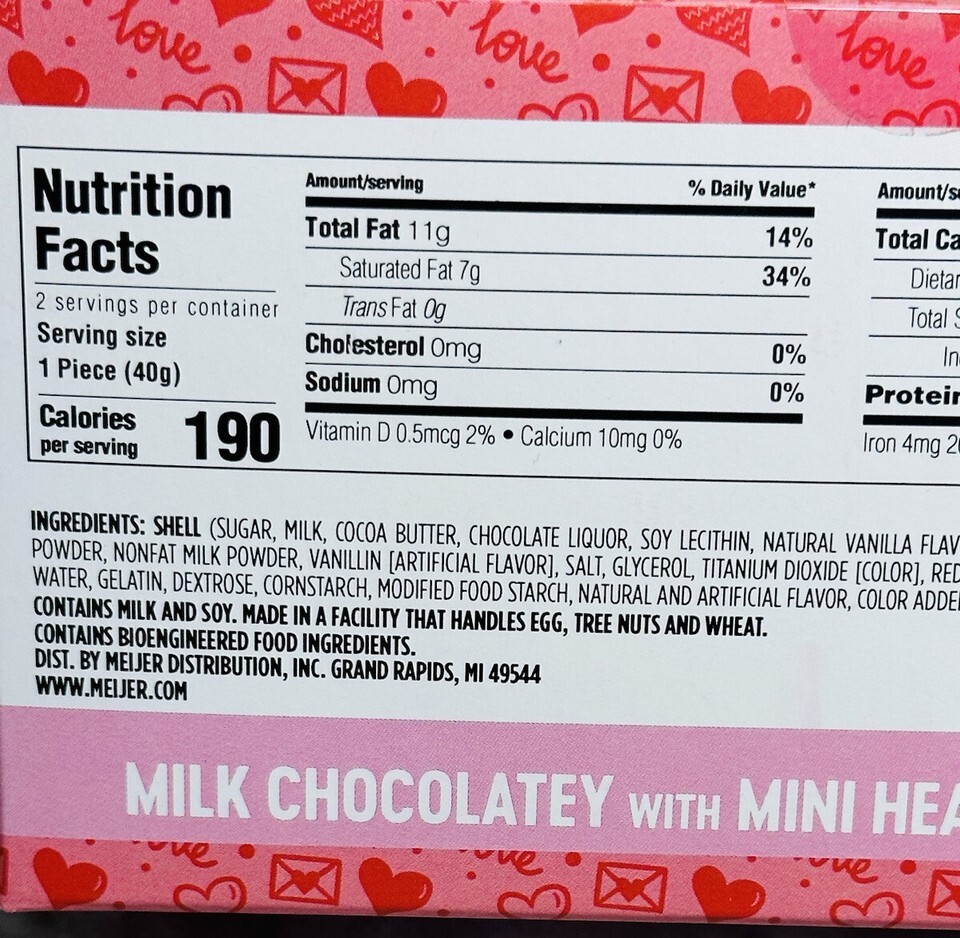 love love love
Nutrition
Facts
2 servings per container
Serving size
1 Piece (40g)
Calories
per serving 190
Amount/serving % Daily Value*
Total Fat 11g 14%
Saturated Fat 7g 34%
Trans Fat 0g
Cholesterol 0mg 0%
Sodium 0mg 0%
Vitamin D 0.5mcg 2% • Calcium 10mg 0%
Total
Protein
Iron 4mg
INGREDIENTS: SHELL (SUGAR, MILK, COCOA BUTTER, CHOCOLATE LIQUOR, SOY LECITHIN, NATURAL VANILLA
POWDER, NONFAT MILK POWDER, VANILLIN [ARTIFICIAL FLAVOR], SALT, GLYCEROL, TITANIUM DIOXIDE [COLOR], RED
WATER, GELATIN, DEXTROSE, CORNSTARCH, MODIFIED FOOD STARCH, NATURAL AND ARTIFICIAL FLAVOR, COLOR
CONTAINS MILK AND SOY. MADE IN A FACILITY THAT HANDLES EGG, TREE NUTS AND WHEAT.
CONTAINS BIOENGINEERED FOOD INGREDIENTS.
DIST. BY MEIJER DISTRIBUTION, INC. GRAND RAPIDS, MI 49544
WWW.MEIJER.COM
MILK CHOCOLATEY WITH MINI